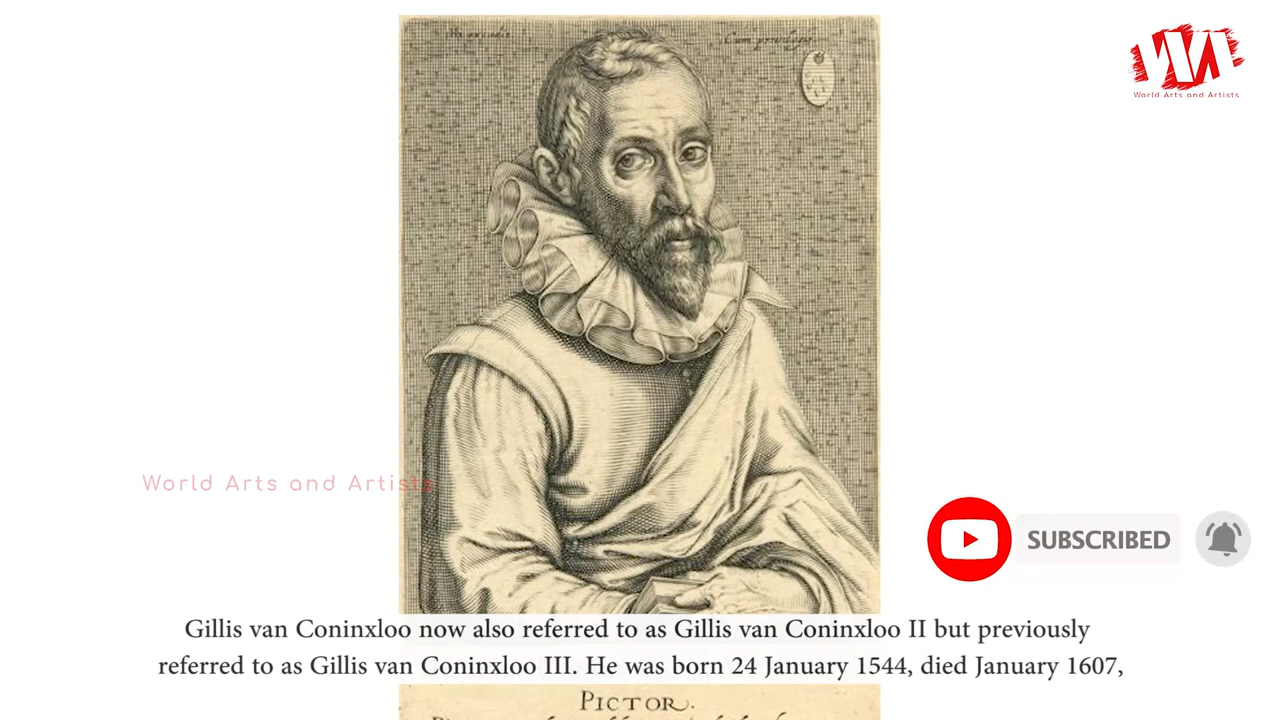 Cum privilegio.
World Arts and Artists
World Arts and Artists
SUBSCRIBED
Gillis van Coninxloo now also referred to as Gillis van Coninxloo II but previously
referred to as Gillis van Coninxloo III. He was born 24 January 1544, died January 1607,
PICTOR.